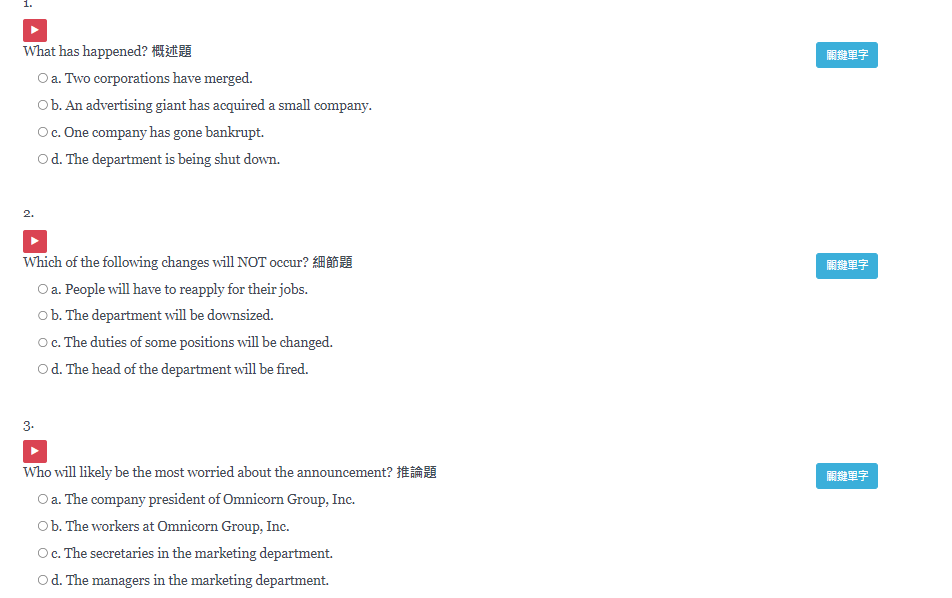 1.
What has happened? 概述題
關鍵單字
a. Two corporations have merged.
b. An advertising giant has acquired a small company.
c. One company has gone bankrupt.
d. The department is being shut down.
2.
Which of the following changes will NOT occur? 細節題
關鍵單字
a. People will have to reapply for their jobs.
b. The department will be downsized.
c. The duties of some positions will be changed.
d. The head of the department will be fired.
3.
Who will likely be the most worried about the announcement? 推論題
關鍵單字
a. The company president of Omnicorn Group, Inc.
b. The workers at Omnicorn Group, Inc.
c. The secretaries in the marketing department.
d. The managers in the marketing department.